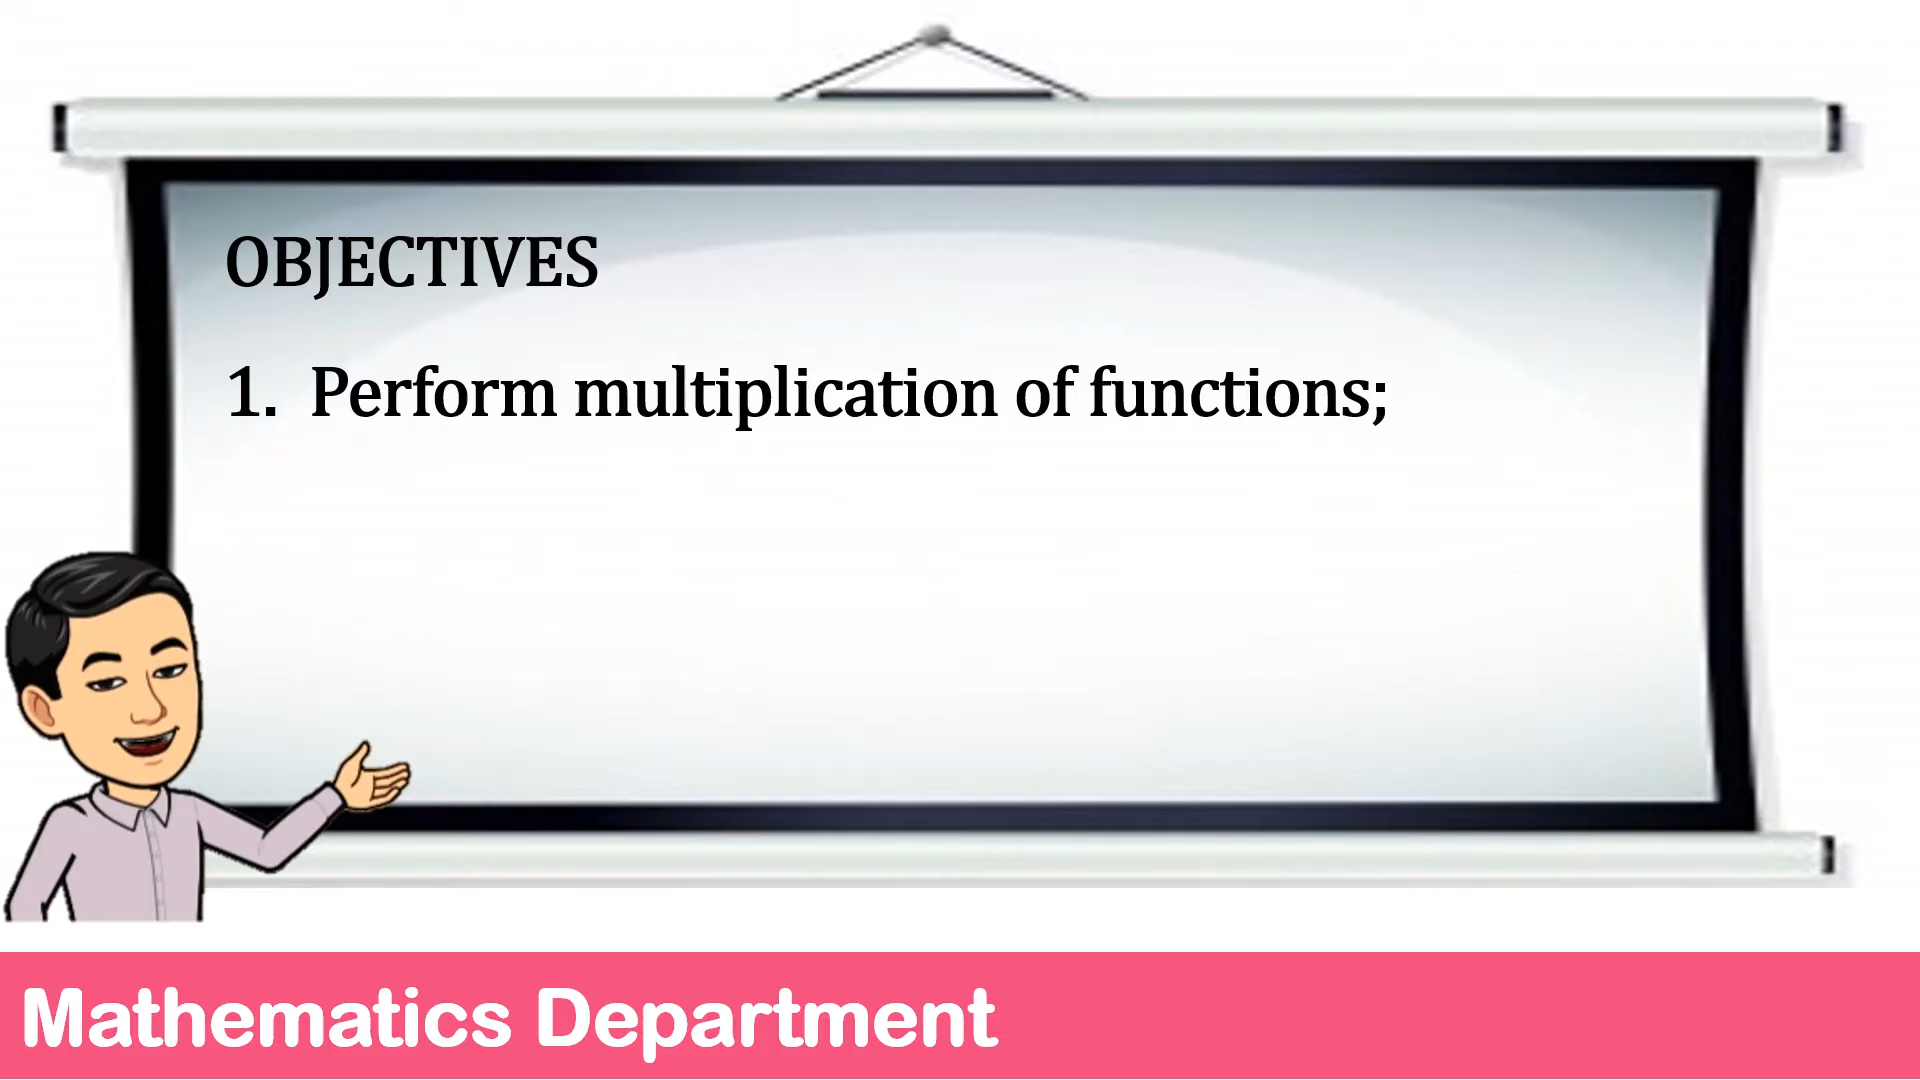 OBJECTIVES
1. Perform multiplication of functions;
Mathematics Department